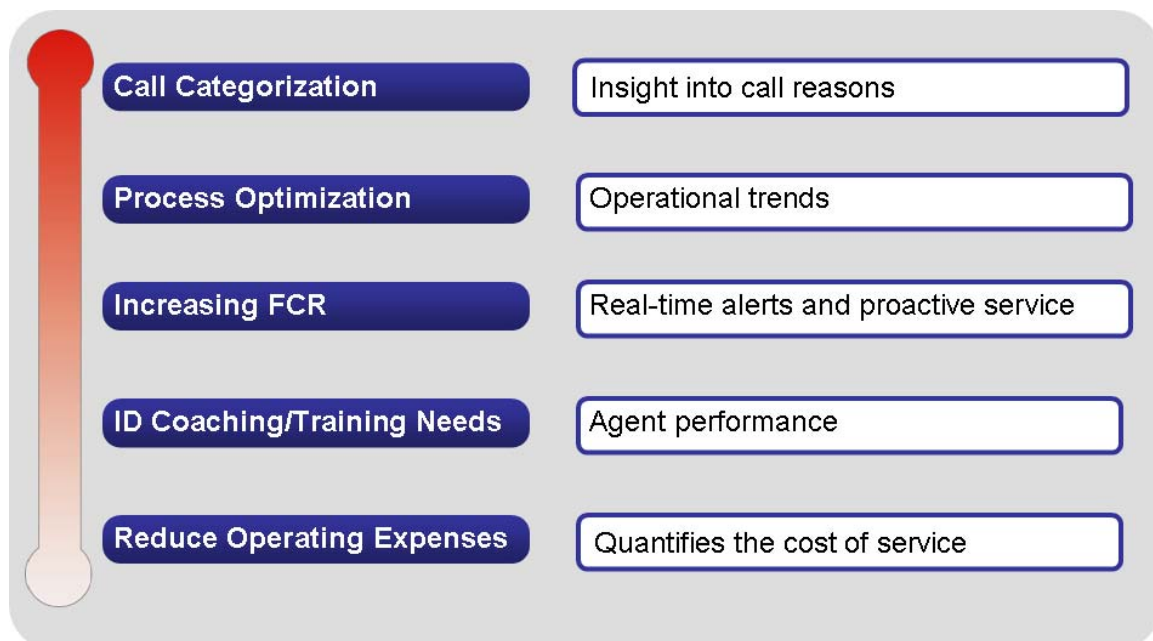 Call Categorization
Insight into call reasons
Process Optimization
Operational trends
Increasing FCR
Real-time alerts and proactive service
ID Coaching/Training Needs
Agent performance
Reduce Operating Expenses
Quantifies the cost of service